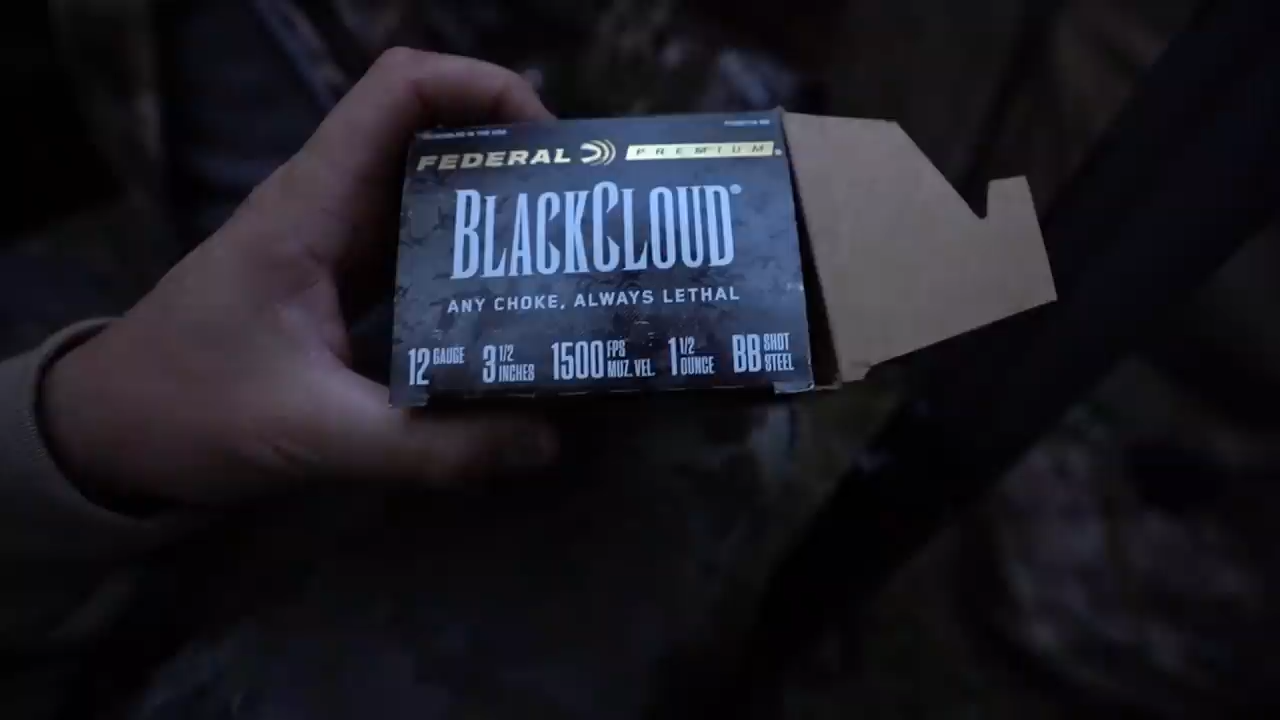 FEDERAL PREMIUM
BLACKCLOUD®
ANY CHOKE, ALWAYS LETHAL
12 GAUGE 3 1/2 INCHES 1500 FPS MUZ. VEL. 1 1/2 OUNCE BB SHOT STEEL